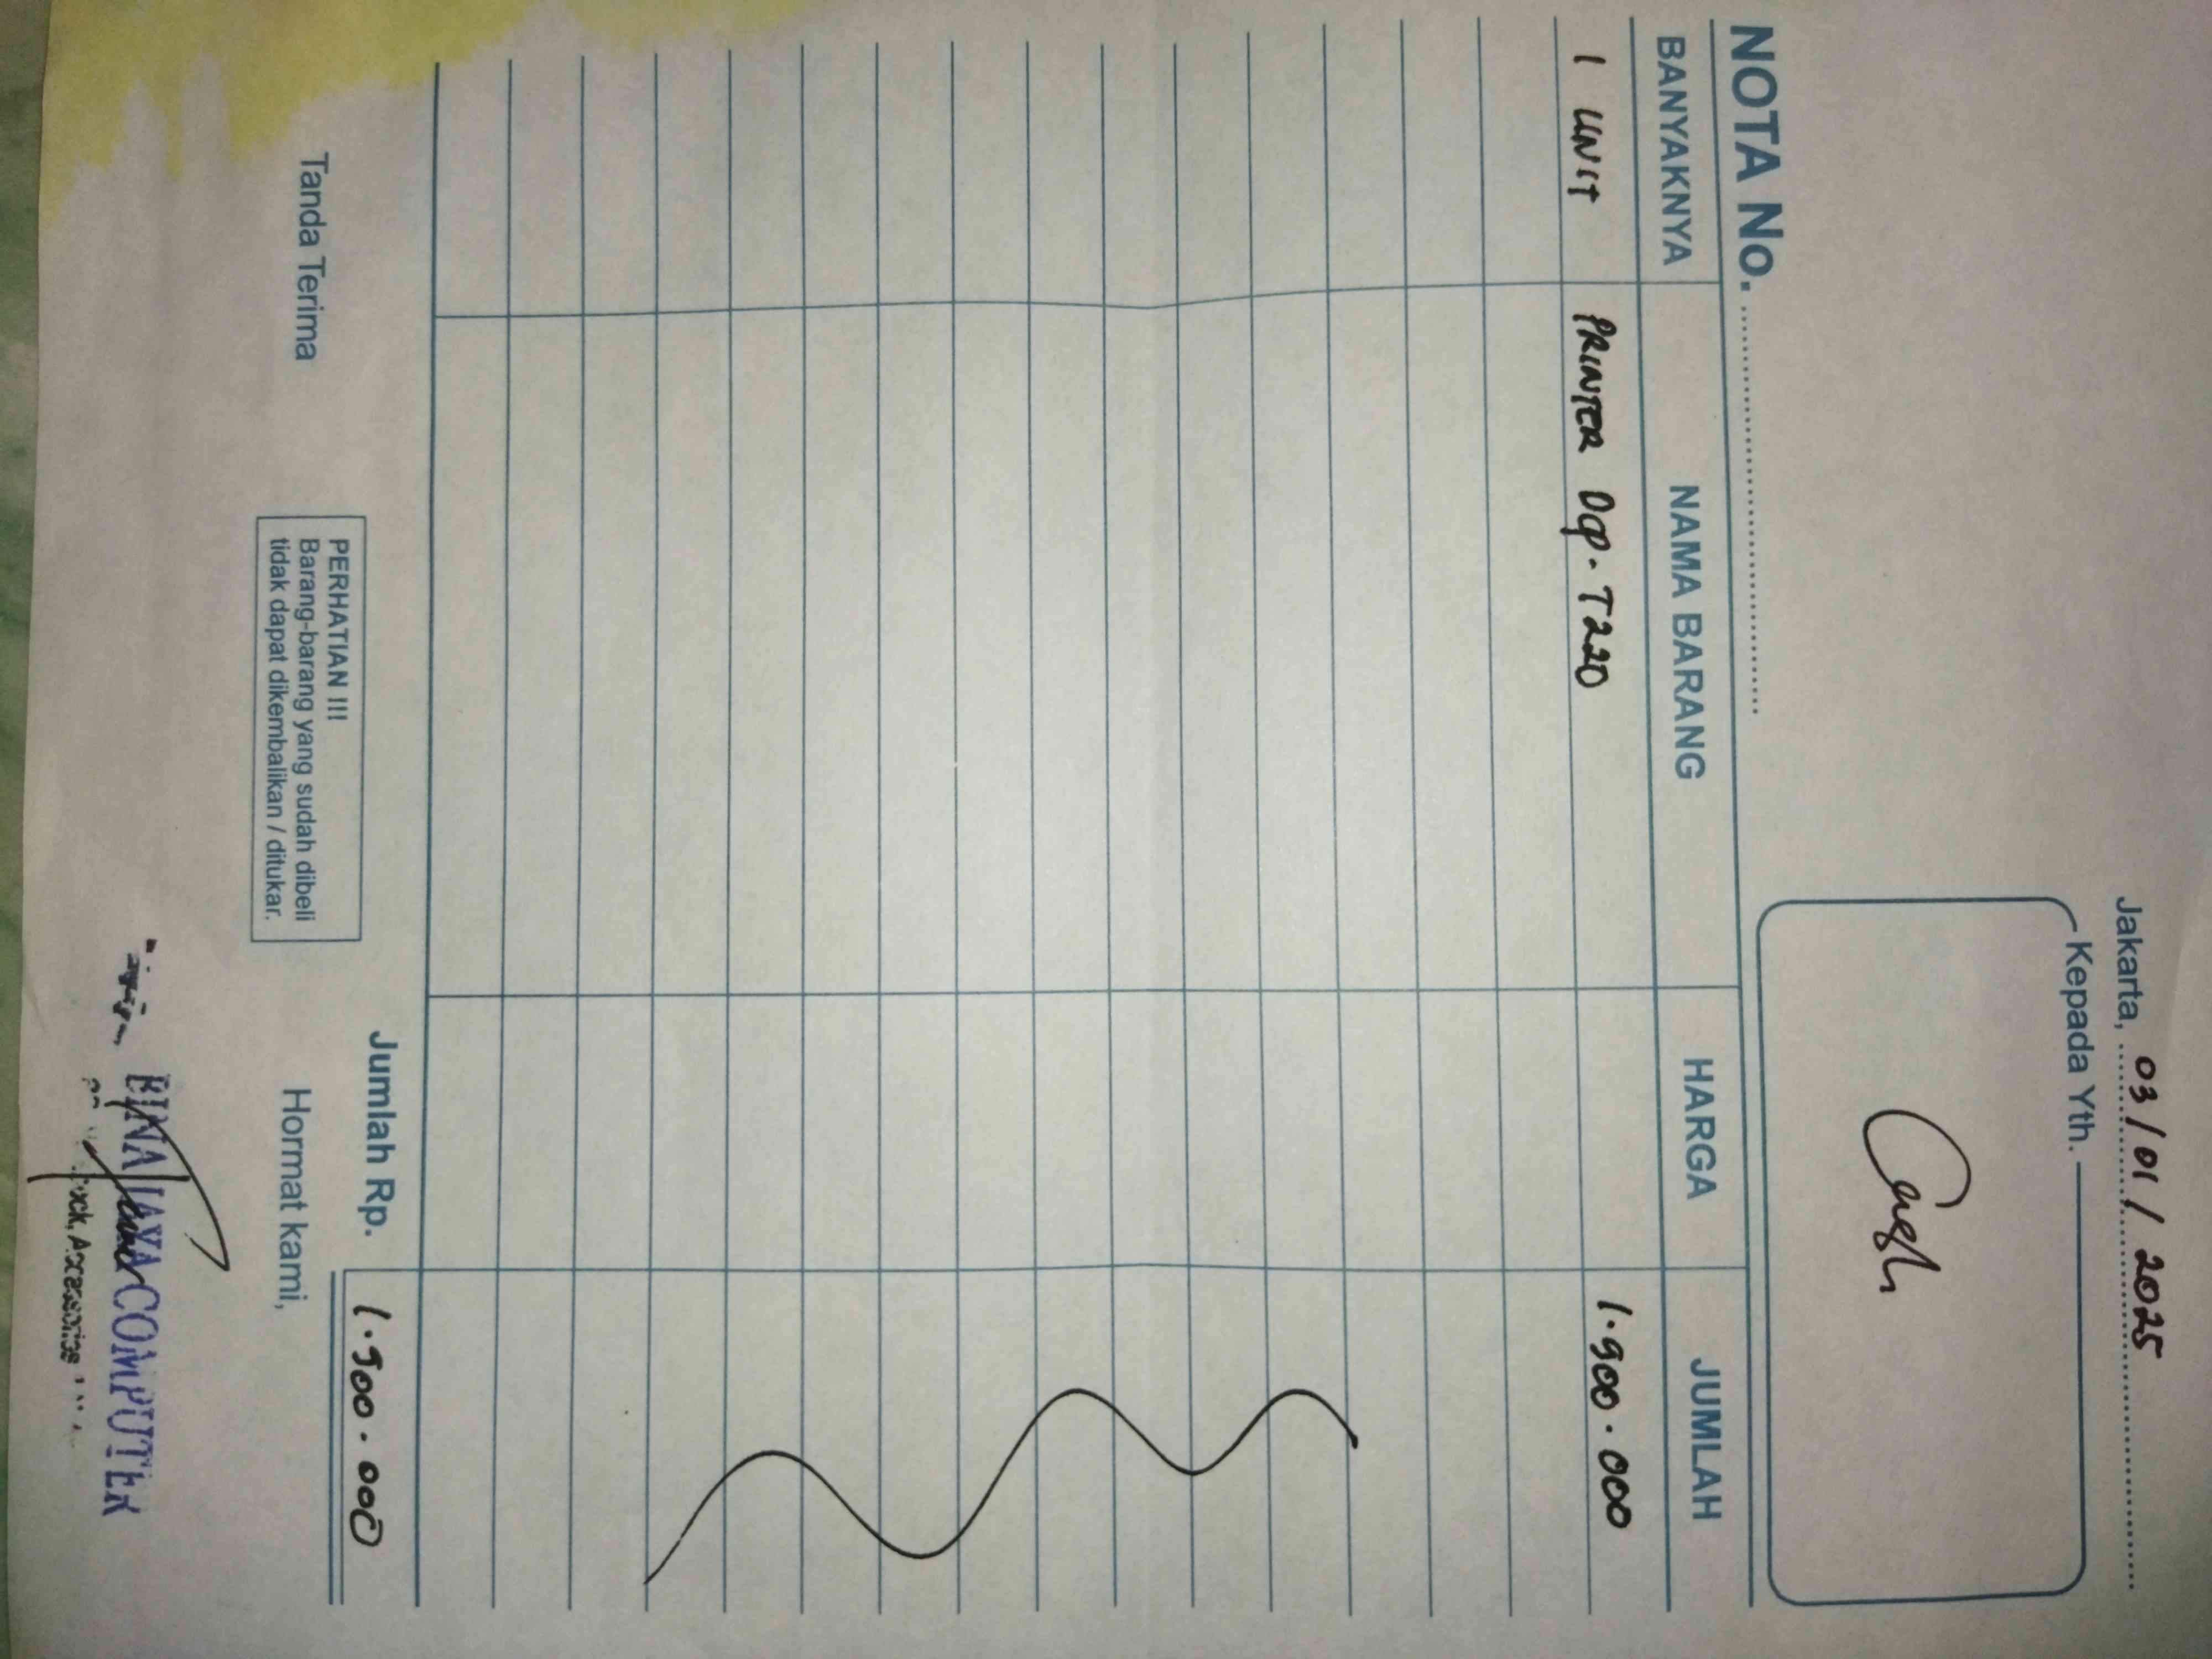 Jakarta, 03/01/2025
Kepada Yth.
Cash
NOTA No.
BANYAKNYA NAMA BARANG HARGA JUMLAH
1 UNIT PRINTER Dcp. T220 1.900.000
Jumlah Rp. 1.900.000
Tanda Terima
PERHATIAN !!!
Barang-barang yang sudah dibeli
tidak dapat dikembalikan / ditukar.
Hormat kami,
BINA JAYA COMPUTER
Accessories